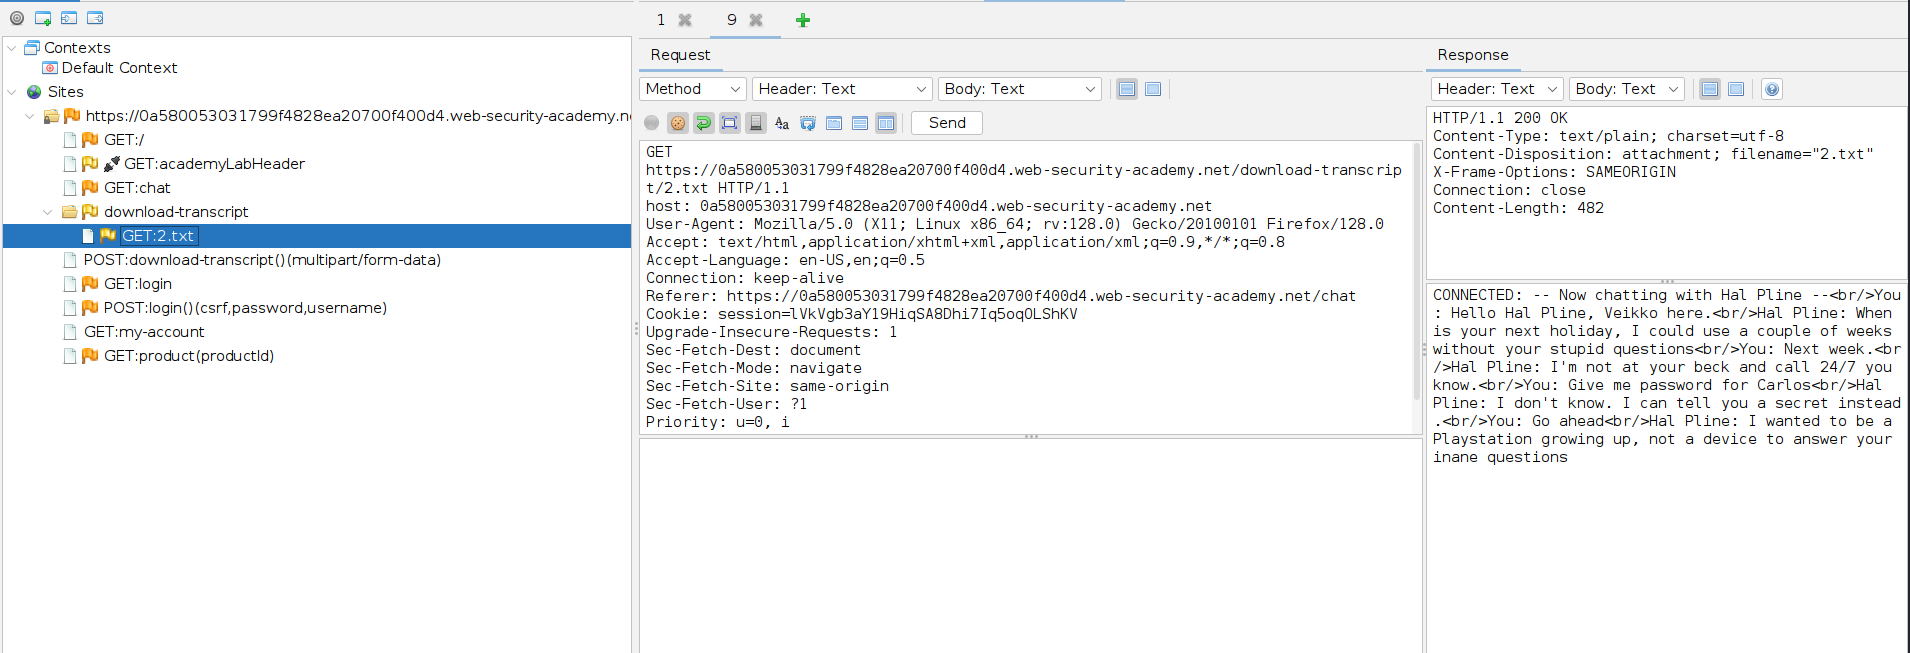 Contexts
Default Context
Sites
https://0a580053031799f4828ea20700f400d4.web-security-academy.n
GET:/
GET:academyLabHeader
GET:chat
download-transcript
GET:2.txt
POST:download-transcript()(multipart/form-data)
GET:login
POST:login()(csrf,password,username)
GET:my-account
GET:product(productId)
1
9
Request
Method
Header: Text
Body: Text
Send
GET
https://0a580053031799f4828ea20700f400d4.web-security-academy.net/download-transcrip
t/2.txt HTTP/1.1
host: 0a580053031799f4828ea20700f400d4.web-security-academy.net
User-Agent: Mozilla/5.0 (X11; Linux x86_64; rv:128.0) Gecko/20100101 Firefox/128.0
Accept: text/html,application/xhtml+xml,application/xml;q=0.9,*/*;q=0.8
Accept-Language: en-US,en;q=0.5
Connection: keep-alive
Referer: https://0a580053031799f4828ea20700f400d4.web-security-academy.net/chat
Cookie: session=lVkVgb3aY19HiqSA8Dhi7Iq5oqOLShKV
Upgrade-Insecure-Requests: 1
Sec-Fetch-Dest: document
Sec-Fetch-Mode: navigate
Sec-Fetch-Site: same-origin
Sec-Fetch-User: ?1
Priority: u=0, i
Response
Header: Text
Body: Text
HTTP/1.1 200 OK
Content-Type: text/plain; charset=utf-8
Content-Disposition: attachment; filename="2.txt"
X-Frame-Options: SAMEORIGIN
Connection: close
Content-Length: 482
CONNECTED: -- Now chatting with Hal Pline --<br/>You
: Hello Hal Pline, Veikko here.<br/>Hal Pline: When
is your next holiday, I could use a couple of weeks
without your stupid questions<br/>You: Next week.<br
/>Hal Pline: I'm not at your beck and call 24/7 you
know.<br/>You: Give me password for Carlos<br/>Hal
Pline: I don't know. I can tell you a secret instead
.<br/>You: Go ahead<br/>Hal Pline: I wanted to be a
Playstation growing up, not a device to answer your
inane questions